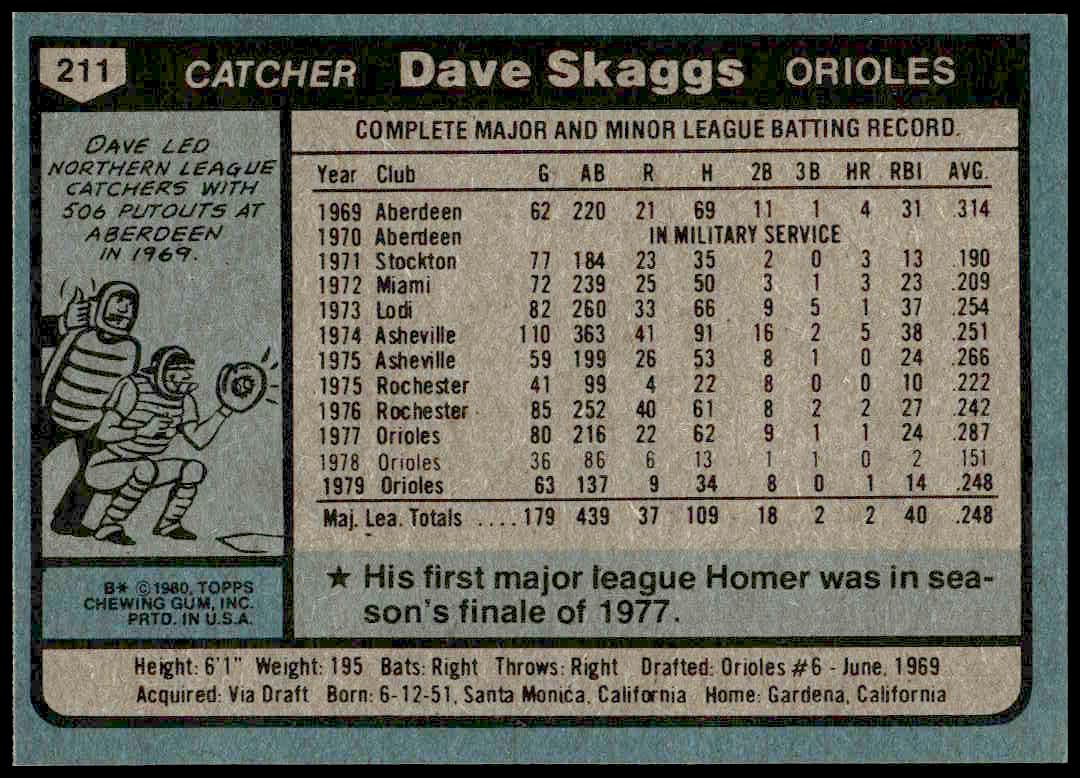 211 CATCHER Dave Skaggs ORIOLES
DAVE LED
NORTHERN LEAGUE
CATCHERS WITH
506 PUTOUTS AT
ABERDEEN
IN 1969.
COMPLETE MAJOR AND MINOR LEAGUE BATTING RECORD.
Year Club G AB R H 2B 3B HR RBI AVG.
1969 Aberdeen 62 220 21 69 11 1 4 31 .314
1970 Aberdeen IN MILITARY SERVICE
1971 Stockton 77 184 23 35 2 0 3 13 .190
1972 Miami 72 239 25 50 3 1 3 23 .209
1973 Lodi 82 260 33 66 9 5 1 37 .254
1974 Asheville 110 363 41 91 16 2 5 38 .251
1975 Asheville 59 199 26 53 8 1 0 24 .266
1975 Rochester 41 99 4 22 8 0 0 10 .222
1976 Rochester 85 252 40 61 8 2 2 27 .242
1977 Orioles 80 216 22 62 9 1 1 24 .287
1978 Orioles 36 86 6 13 1 1 0 2 151
1979 Orioles 63 137 9 34 8 0 1 14 .248
Maj. Lea. Totals ....179 439 37 109 18 2 2 40 .248
B* © 1980, TOPPS
CHEWING GUM, INC.
PRTD. IN U.S.A.
★ His first major league Homer was in sea-
son's finale of 1977.
Height: 6'1" Weight: 195 Bats: Right Throws: Right Drafted: Orioles #6 - June, 1969
Acquired: Via Draft Born: 6-12-51, Santa Monica, California Home: Gardena, California